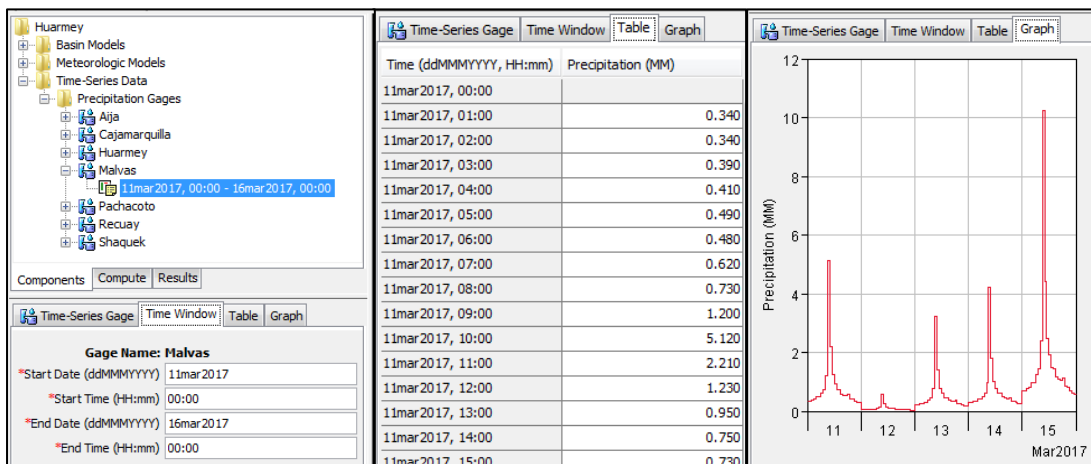 Huarmey
Basin Models
Meteorologic Models
Time-Series Data
Precipitation Gages
Aija
Cajamarquilla
Huarmey
Malvas
11mar2017, 00:00 - 16mar2017, 00:00
Pachacoto
Recuay
Shaquek
Components Compute Results
Time-Series Gage Time Window Table Graph
Gage Name: Malvas
*Start Date (ddMMMYYYY) 11mar2017
*Start Time (HH:mm) 00:00
*End Date (ddMMMYYYY) 16mar2017
*End Time (HH:mm) 00:00
Time-Series Gage Time Window Table Graph
Time (ddMMMYYYY, HH:mm) Precipitation (MM)
11mar2017, 00:00
11mar2017, 01:00 0.340
11mar2017, 02:00 0.340
11mar2017, 03:00 0.390
11mar2017, 04:00 0.410
11mar2017, 05:00 0.490
11mar2017, 06:00 0.480
11mar2017, 07:00 0.620
11mar2017, 08:00 0.730
11mar2017, 09:00 1.200
11mar2017, 10:00 5.120
11mar2017, 11:00 2.210
11mar2017, 12:00 1.230
11mar2017, 13:00 0.950
11mar2017, 14:00 0.750
11mar2017, 15:00 0.730
Time-Series Gage Time Window Table Graph
Precipitation (MM)
12
10
8
6
4
2
0
11 12 13 14 15
Mar2017